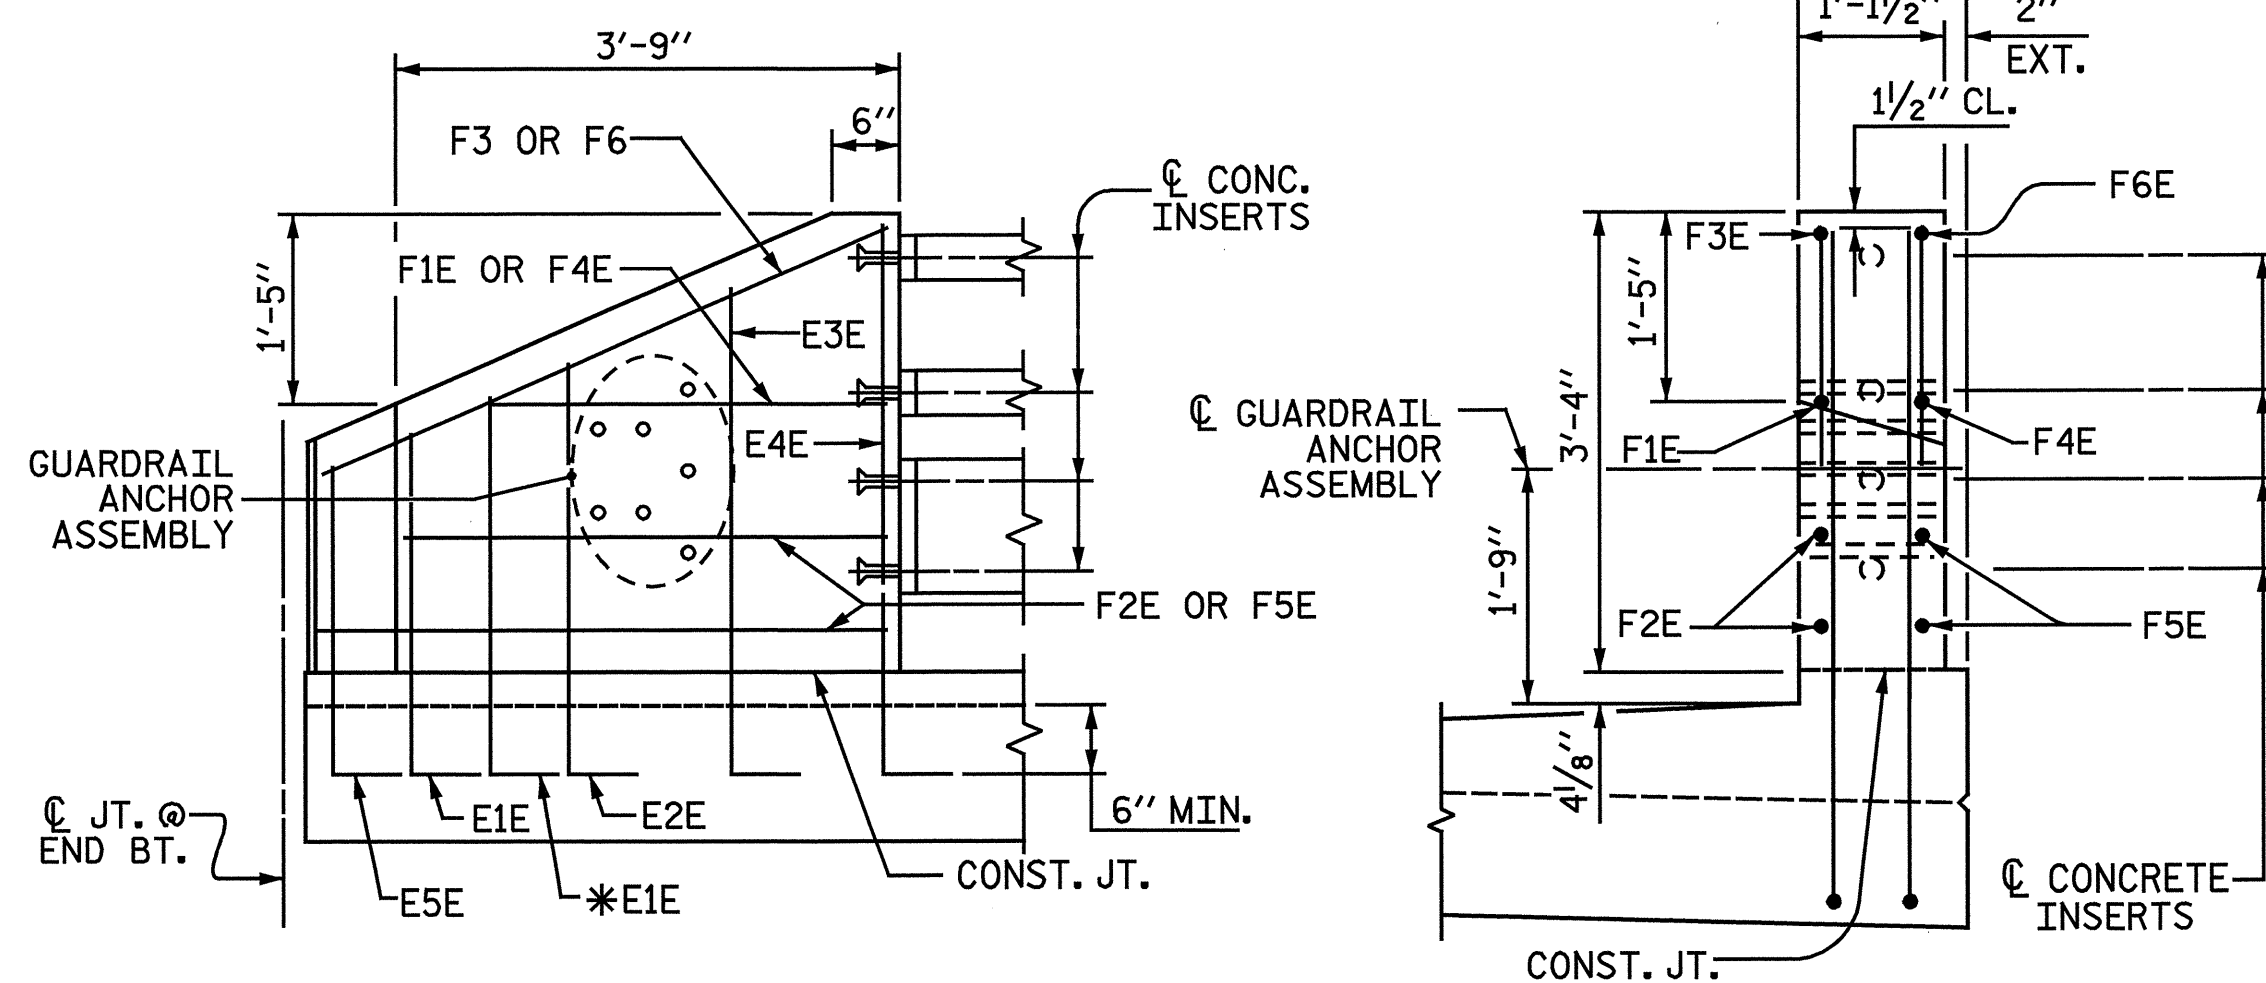 3'-9"
6"
F3 OR F6
℄ CONC.
INSERTS
F1E OR F4E
1'-5"
E3E
E4E
GUARDRAIL
ANCHOR
ASSEMBLY
F2E OR F5E
E1E
E2E
6" MIN.
℄ JT. @
END BT.
E5E
*E1E
CONST. JT.
1'-1½"
2"
EXT.
1½" CL.
F6E
F3E
1'-5"
3'-4"
℄ GUARDRAIL
ANCHOR
ASSEMBLY
F1E
F4E
1'-9"
F2E
F5E
4⅛"
℄ CONCRETE
INSERTS
CONST. JT.